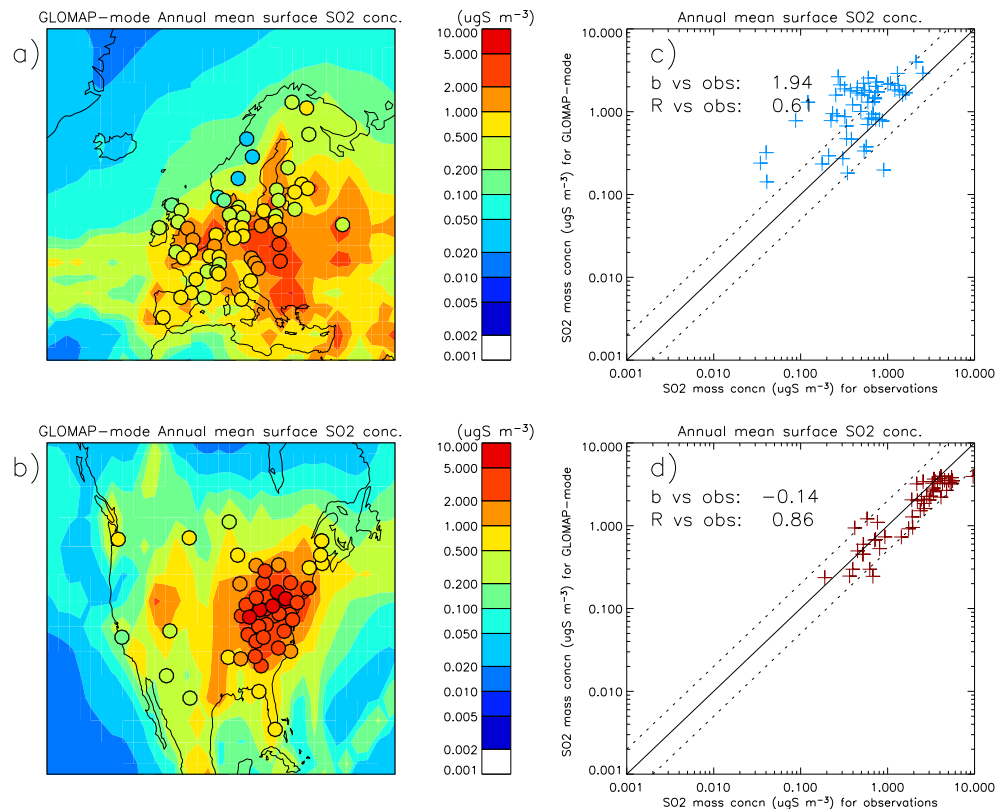 GLOMAP-mode Annual mean surface SO2 conc.
(ugS m⁻³)
a)
10.000
5.000
2.000
1.000
0.500
0.200
0.100
0.050
0.020
0.010
0.005
0.002
0.001
Annual mean surface SO2 conc.
c)
b vs obs: 1.94
R vs obs: 0.61
10.000
1.000
0.100
0.010
0.001
SO2 mass concn (ugS m⁻³) for GLOMAP-mode
0.001 0.010 0.100 1.000 10.000
SO2 mass concn (ugS m⁻³) for observations
GLOMAP-mode Annual mean surface SO2 conc.
(ugS m⁻³)
b)
10.000
5.000
2.000
1.000
0.500
0.200
0.100
0.050
0.020
0.010
0.005
0.002
0.001
Annual mean surface SO2 conc.
d)
b vs obs: −0.14
R vs obs: 0.86
10.000
1.000
0.100
0.010
0.001
SO2 mass concn (ugS m⁻³) for GLOMAP-mode
0.001 0.010 0.100 1.000 10.000
SO2 mass concn (ugS m⁻³) for observations